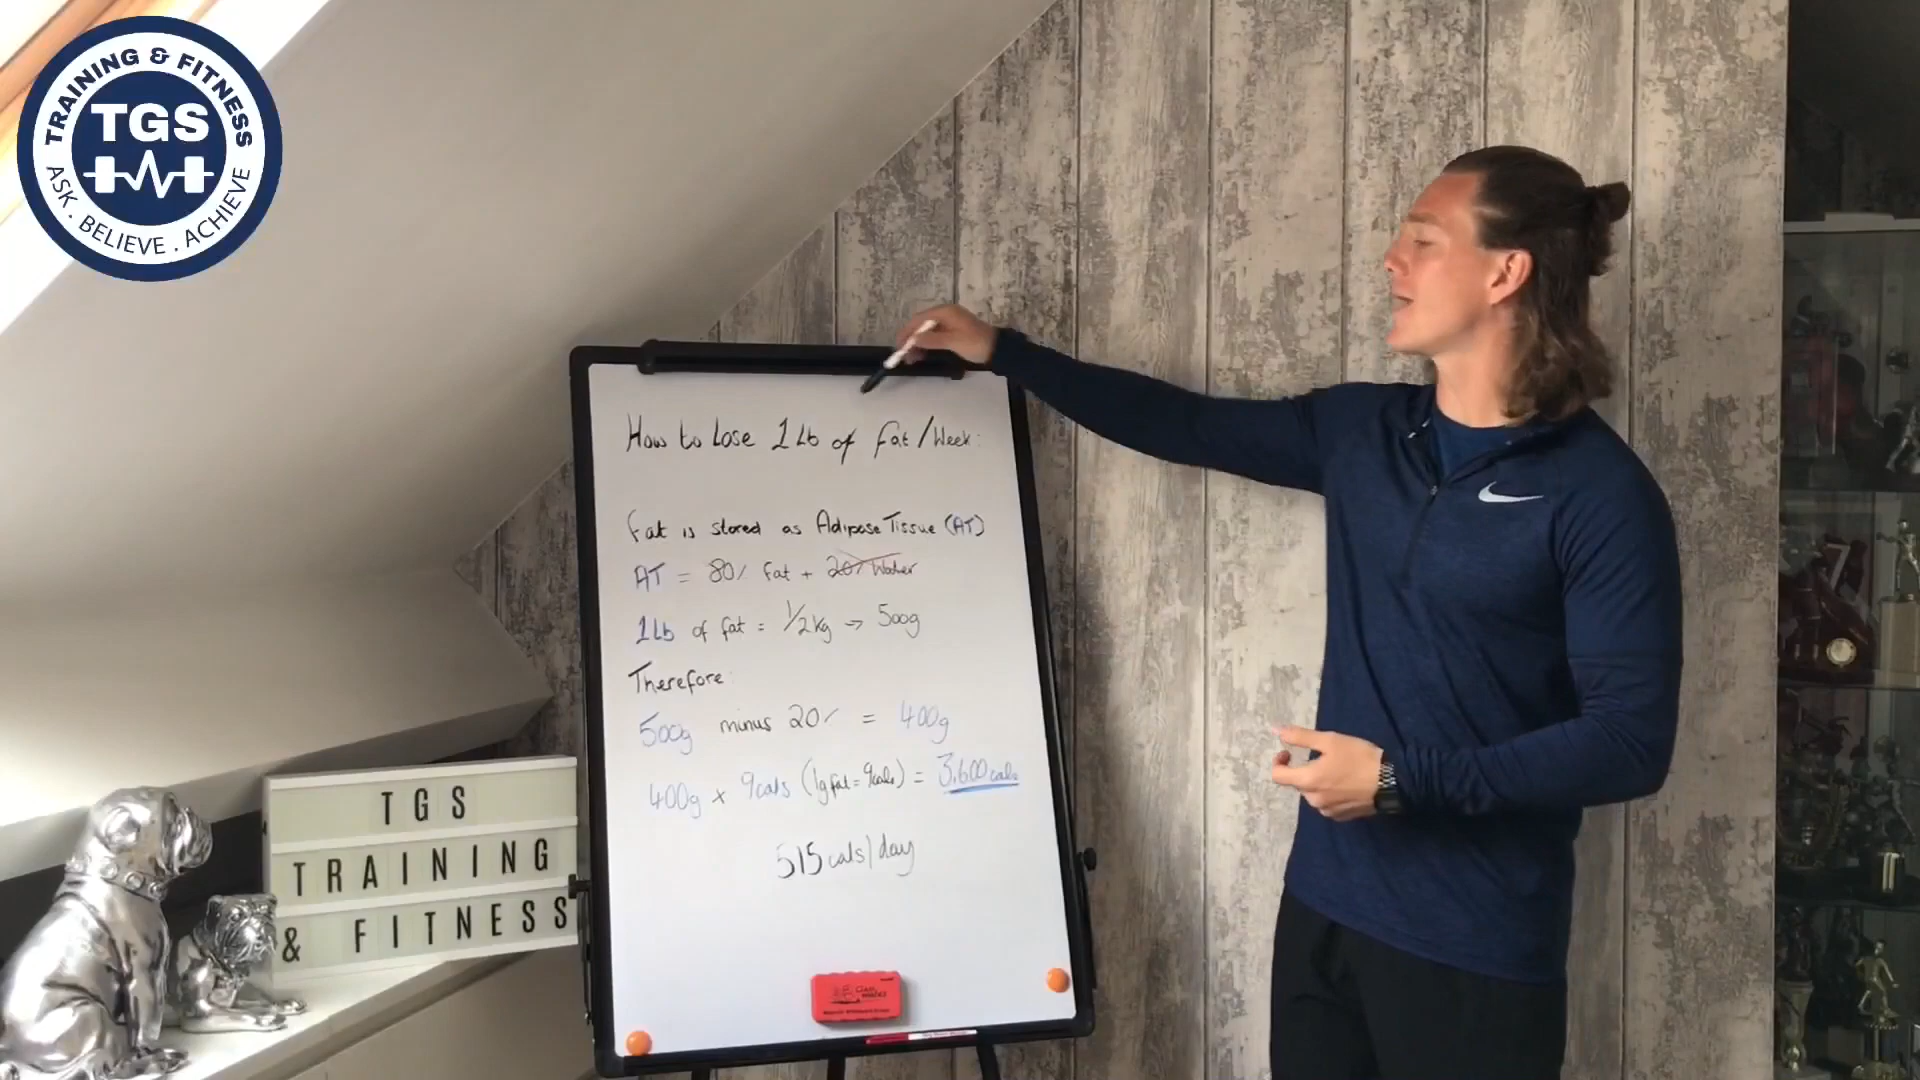 TRAINING & FITNESS
TGS
ASK . BELIEVE . ACHIEVE
How to lose 1 Lb of fat/Week:
Fat is stored as Adipose Tissue (AT)
AT = 80% fat + 20% Water
1Lb of fat = 1/2kg → 500g
Therefore:
500g minus 20% = 400g
400g x 9cals (1g fat = 9cals) = 3,600 cals
515 cals/day
TGS
TRAINING
& FITNESS